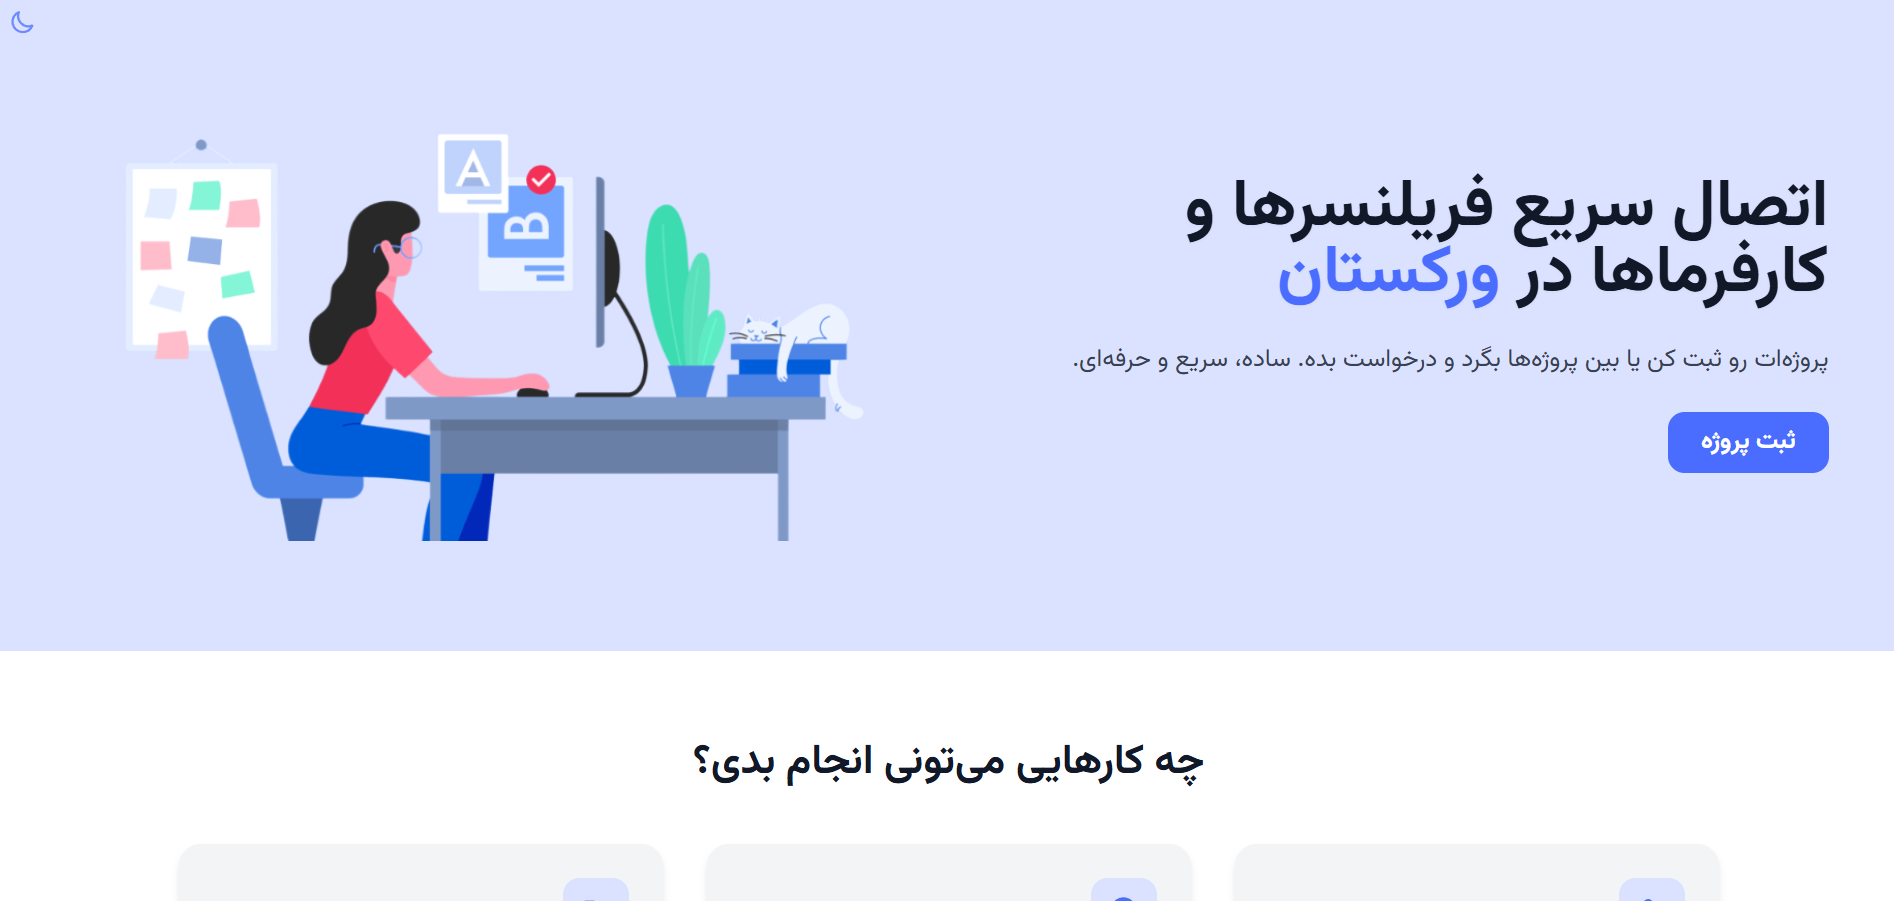 اتصال سریع فریلنسرها و
کارفرماها در ورکستان
پروژه‌ات رو ثبت کن یا بین پروژه‌ها بگرد و درخواست بده. ساده، سریع و حرفه‌ای.
ثبت پروژه
A
B
چه کارهایی می‌تونی انجام بدی؟